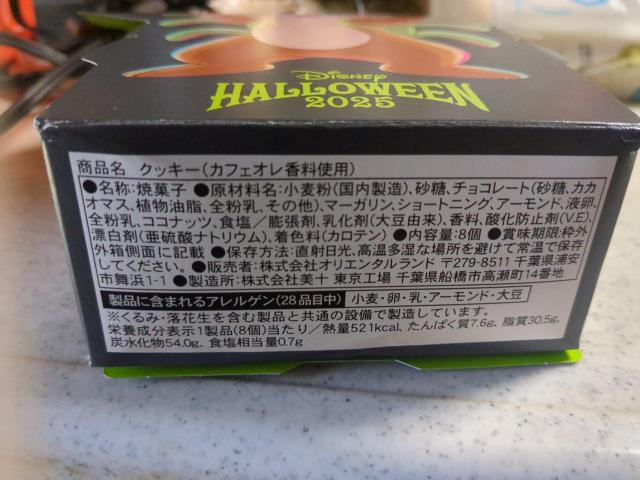 Disney
HALLOWEEN
2025
商品名 クッキー(カフェオレ香料使用)
●名称:焼菓子 ●原材料名:小麦粉(国内製造)、砂糖、チョコレート(砂糖、カカ
オマス、植物油脂、全粉乳、その他)、マーガリン、ショートニング、アーモンド、液卵、
全粉乳、ココナッツ、食塩/膨張剤、乳化剤(大豆由来)、香料、酸化防止剤(V.E)、
漂白剤(亜硫酸ナトリウム)、着色料(カロテン) ●内容量:8個 ●賞味期限:枠外
外箱側面に記載 ●保存方法:直射日光、高温多湿な場所を避けて常温で保存
してください。 ●販売者:株式会社オリエンタルランド 〒279-8511 千葉県浦安
市舞浜1-1 ●製造所:株式会社美十 東京工場 千葉県船橋市高瀬町14番地
製品に含まれるアレルゲン(28品目中) 小麦・卵・乳・アーモンド・大豆
※くるみ・落花生を含む製品と共通の設備で製造しています。
栄養成分表示1製品(8個)当たり/熱量521kcal、たんぱく質7.6g、脂質30.5g、
炭水化物54.0g、食塩相当量0.7g